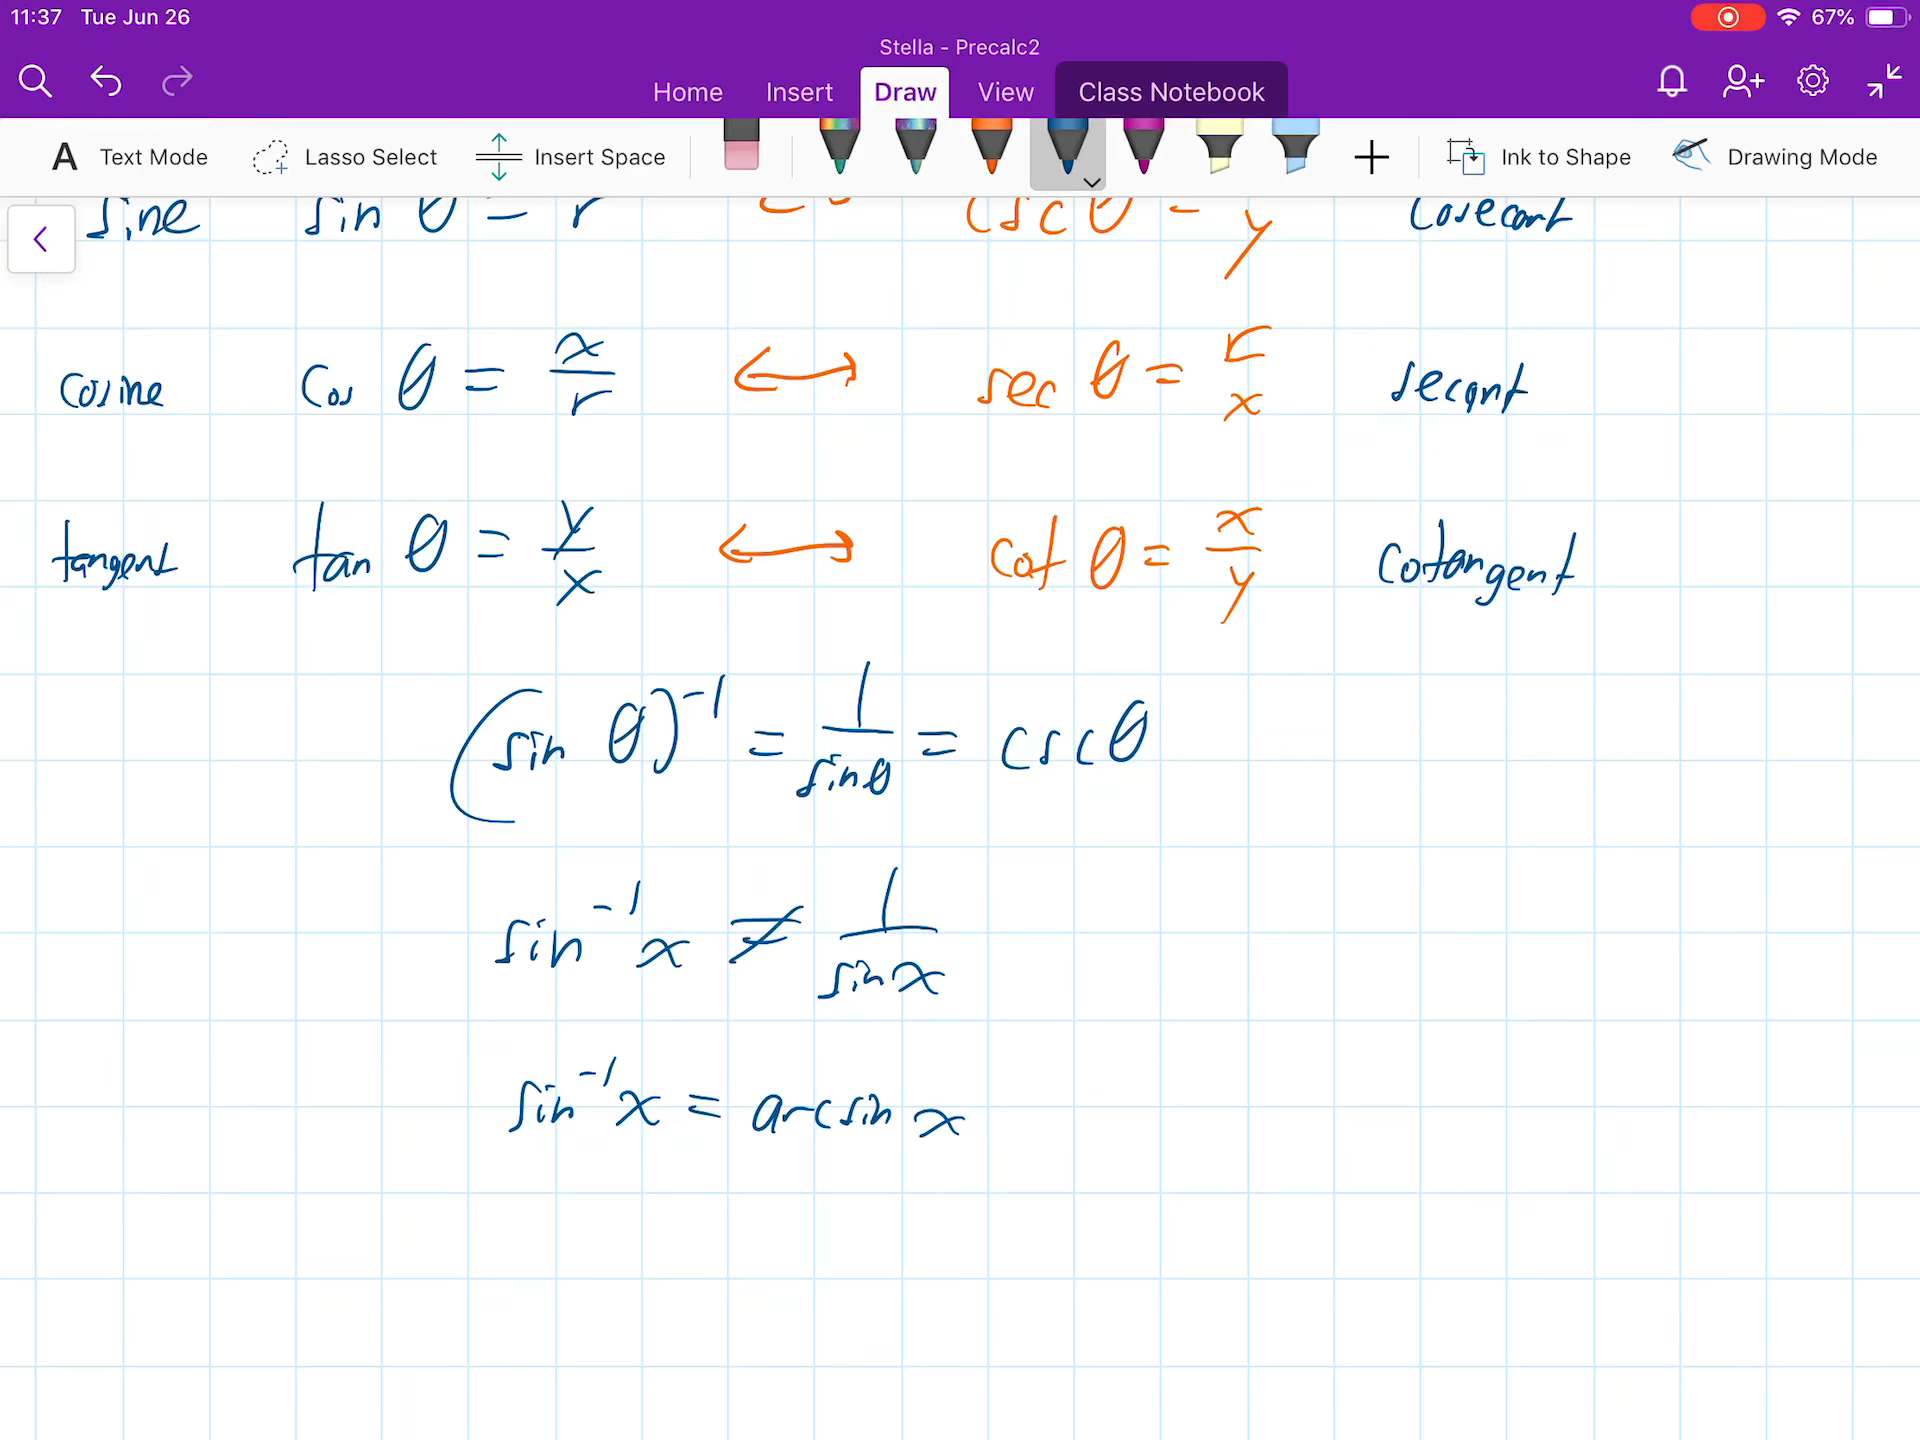 11:37 Tue Jun 26 67%
Stella - Precalc2
Home Insert Draw View Class Notebook
A Text Mode Lasso Select Insert Space Ink to Shape Drawing Mode
sine sin θ = r csc θ = y cosecant
cosine cos θ = x/r ↔ sec θ = r/x secant
tangent tan θ = y/x ↔ cot θ = x/y cotangent
(sin θ)⁻¹ = 1/sinθ = cscθ
sin⁻¹x ≠ 1/sinx
sin⁻¹x = arcsin x